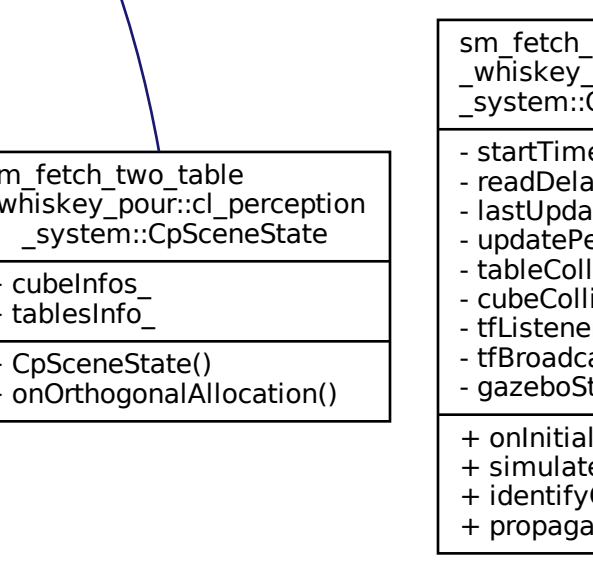 m_fetch_two_table
whiskey_pour::cl_perception
_system::CpSceneState
cubeInfos_
tablesInfo_
CpSceneState()
onOrthogonalAllocation()
sm_fetch_
_whiskey_
_system::
- startTime
- readDela
- lastUpda
- updatePe
- tableColl
- cubeColli
- tfListene
- tfBroadca
- gazeboSt
+ onInitial
+ simulate
+ identify
+ propaga